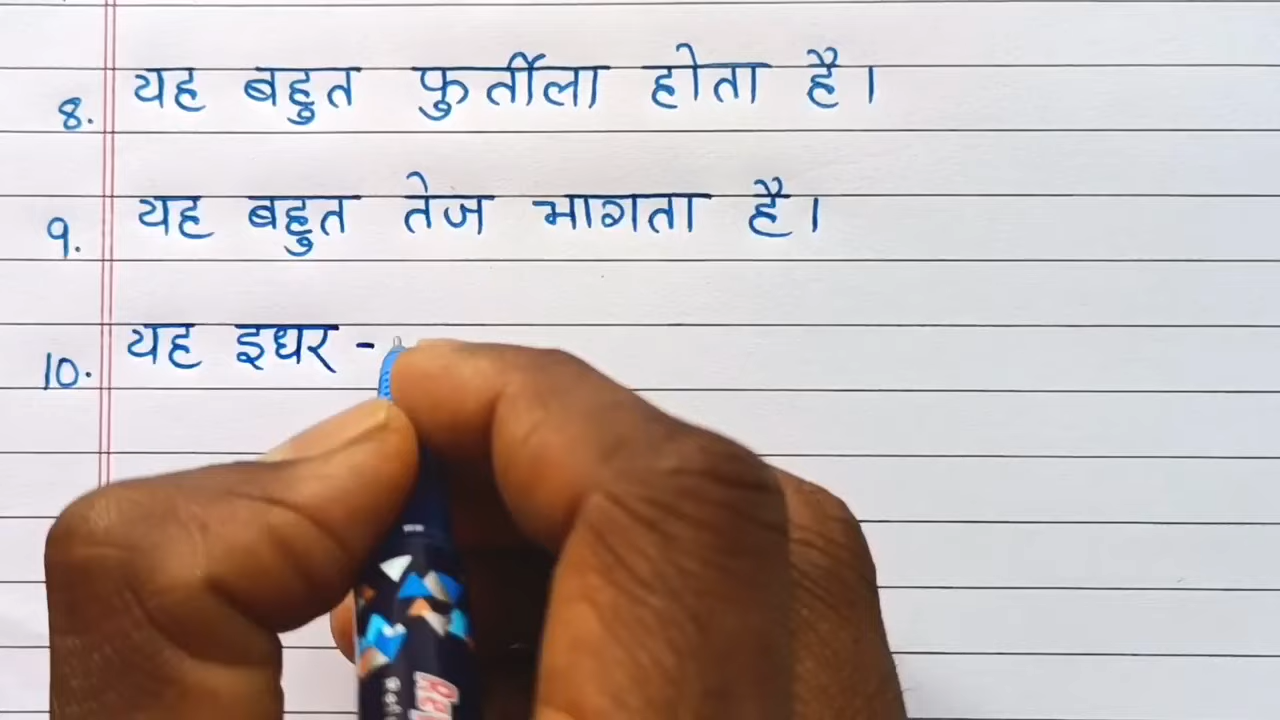 8. यह बहुत फुर्तीला होता है।
9. यह बहुत तेज भागता है।
10. यह इधर -